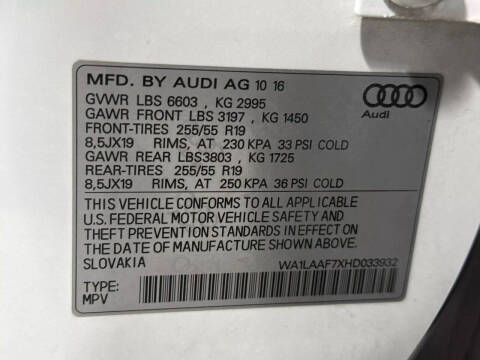 MFD. BY AUDI AG 10 16
GVWR LBS 6603 , KG 2995
GAWR FRONT LBS 3197 , KG 1450
FRONT-TIRES 255/55 R19
8,5JX19 RIMS, AT 230 KPA 33 PSI COLD
GAWR REAR LBS3803 , KG 1725
REAR-TIRES 255/55 R19
8,5JX19 RIMS, AT 250 KPA 36 PSI COLD
Audi
THIS VEHICLE CONFORMS TO ALL APPLICABLE
U.S. FEDERAL MOTOR VEHICLE SAFETY AND
THEFT PREVENTION STANDARDS IN EFFECT ON
THE DATE OF MANUFACTURE SHOWN ABOVE.
SLOVAKIA
WA1LAAF7XHD033932
TYPE:
MPV